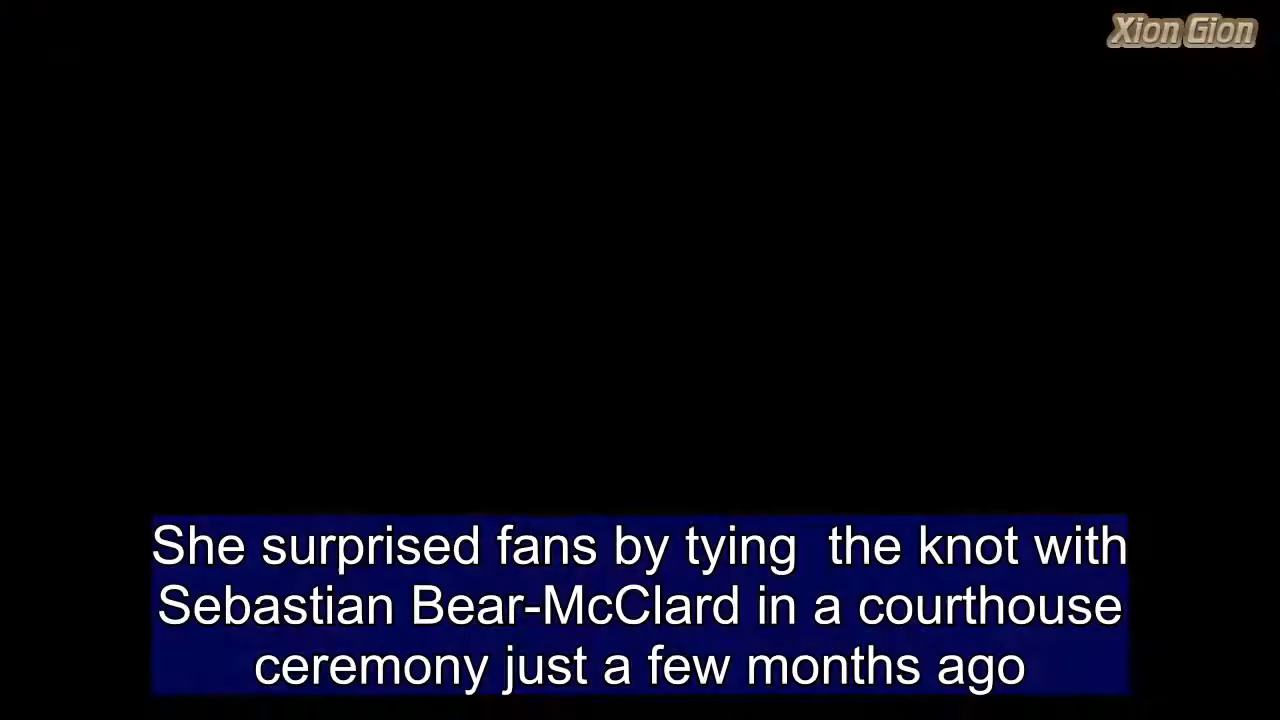 Xion Gion
She surprised fans by tying  the knot with
Sebastian Bear-McClard in a courthouse
ceremony just a few months ago